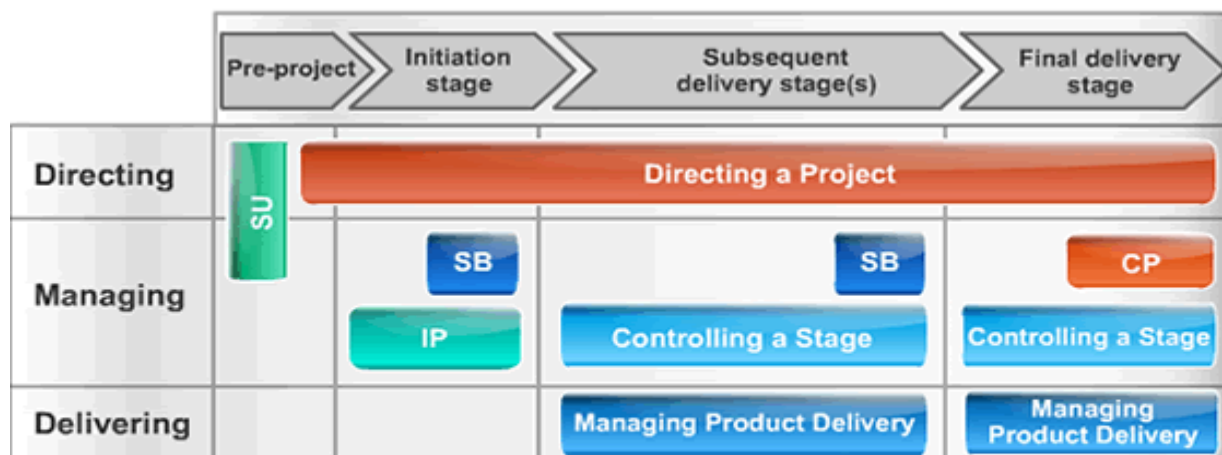 Pre-project
Initiation
stage
Subsequent
delivery stage(s)
Final delivery
stage
Directing
SU
Directing a Project
Managing
SB
SB
CP
IP
Controlling a Stage
Controlling a Stage
Delivering
Managing Product Delivery
Managing
Product Delivery